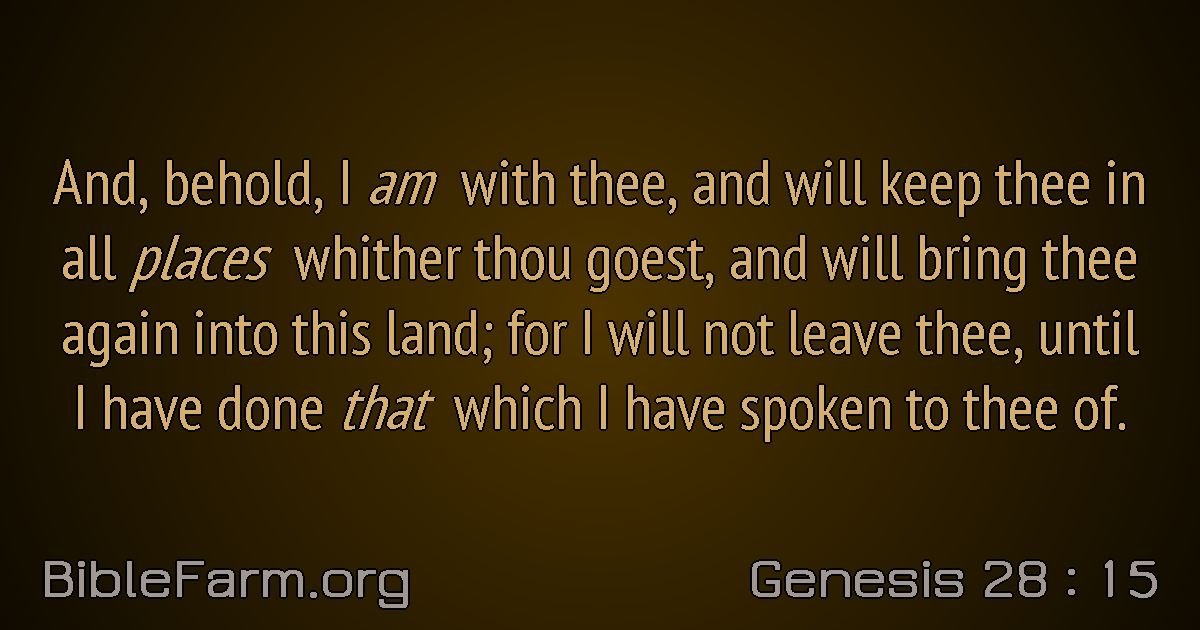 And, behold, I am with thee, and will keep thee in
all places whither thou goest, and will bring thee
again into this land; for I will not leave thee, until
I have done that which I have spoken to thee of.
BibleFarm.org
Genesis 28 : 15